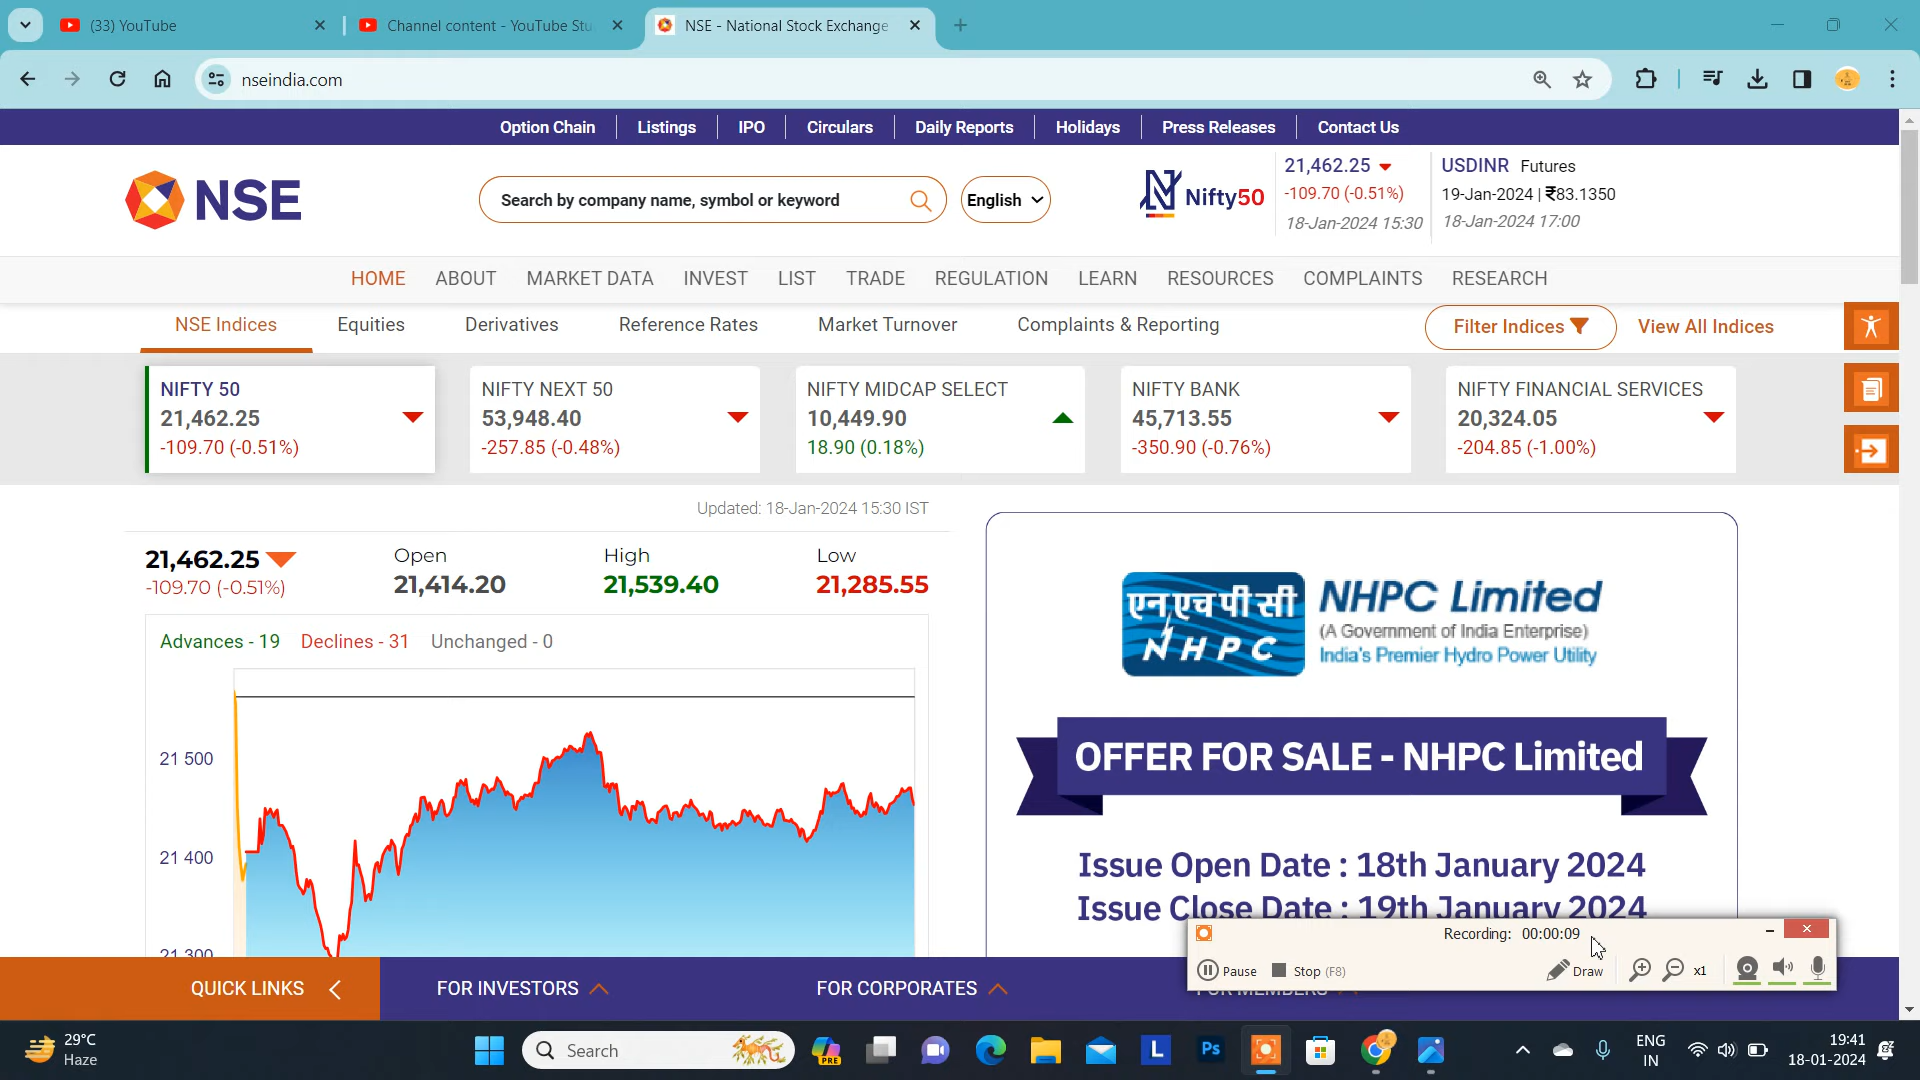 (33) YouTube
Channel content - YouTube Stu
NSE - National Stock Exchange
nseindia.com
Option Chain
Listings
IPO
Circulars
Daily Reports
Holidays
Press Releases
Contact Us
NSE
Search by company name, symbol or keyword
English
Nifty50
21,462.25
-109.70 (-0.51%)
18-Jan-2024 15:30
USDINR Futures
19-Jan-2024 | ₹83.1350
18-Jan-2024 17:00
HOME
ABOUT
MARKET DATA
INVEST
LIST
TRADE
REGULATION
LEARN
RESOURCES
COMPLAINTS
RESEARCH
NSE Indices
Equities
Derivatives
Reference Rates
Market Turnover
Complaints & Reporting
Filter Indices
View All Indices
NIFTY 50
21,462.25
-109.70 (-0.51%)
NIFTY NEXT 50
53,948.40
-257.85 (-0.48%)
NIFTY MIDCAP SELECT
10,449.90
18.90 (0.18%)
NIFTY BANK
45,713.55
-350.90 (-0.76%)
NIFTY FINANCIAL SERVICES
20,324.05
-204.85 (-1.00%)
Updated: 18-Jan-2024 15:30 IST
21,462.25
-109.70 (-0.51%)
Open
21,414.20
High
21,539.40
Low
21,285.55
Advances - 19
Declines - 31
Unchanged - 0
21 500
21 400
21 300
एन एच पी सी
NHPC
NHPC Limited
(A Government of India Enterprise)
India's Premier Hydro Power Utility
OFFER FOR SALE - NHPC Limited
Issue Open Date : 18th January 2024
Issue Close Date : 19th January 2024
Recording: 00:00:09
Pause
Stop (F8)
Draw
x1
QUICK LINKS
FOR INVESTORS
FOR CORPORATES
FOR MEMBERS
29°C
Haze
Search
PRE
L
Ps
ENG
IN
19:41
18-01-2024